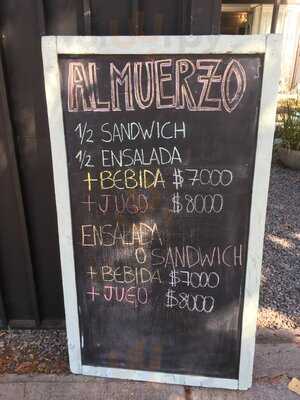 ALMUERZO
1/2 SANDWICH
1/2 ENSALADA
+BEBIDA $7000
+JUGO $8000
ENSALADA
O SANDWICH
+BEBIDA $7000
+JUGO $8000